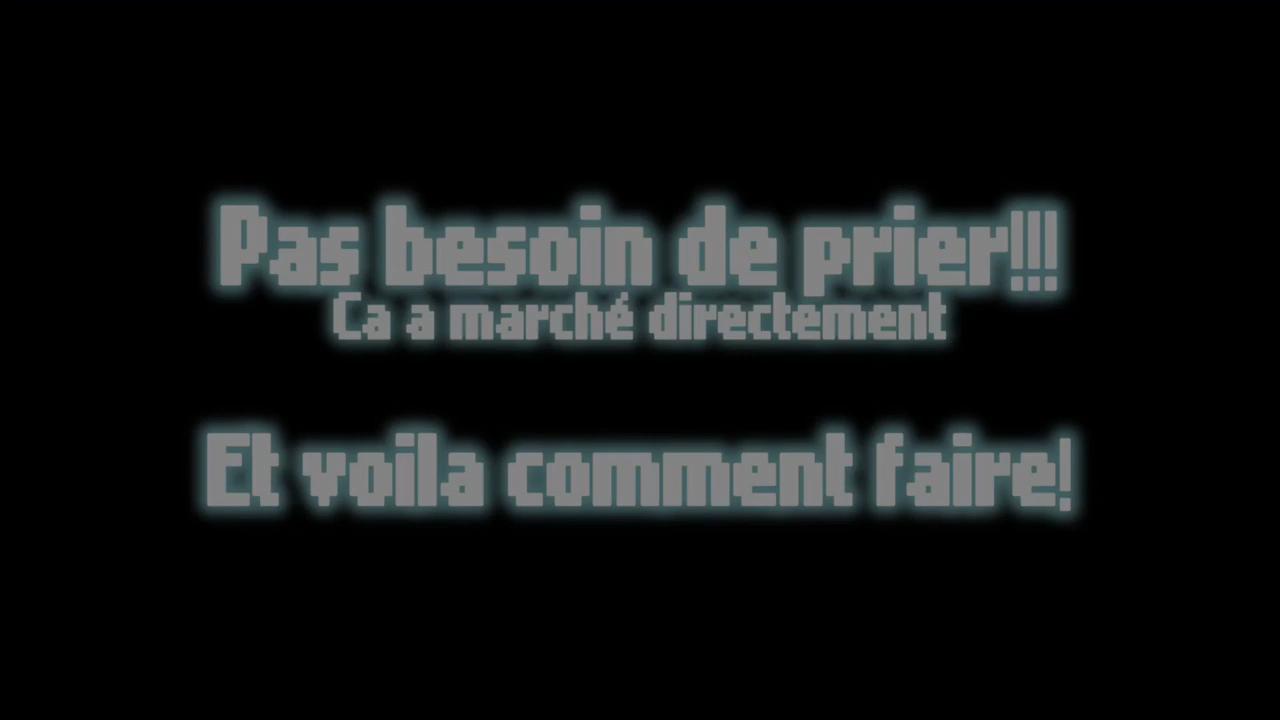 Pas besoin de prier!!!
Ca a marché directement
Et voila comment faire!